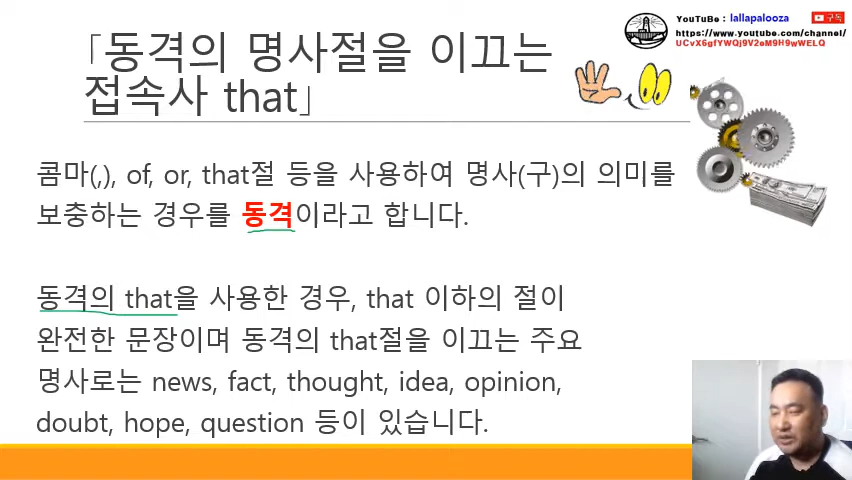 「동격의 명사절을 이끄는
접속사 that」
YouTuBe : lallapalooza
구독
https://www.youtube.com/channel/
UCvX6gfYWQj9V2eM9H9wWELQ
콤마(,), of, or, that절 등을 사용하여 명사(구)의 의미를
보충하는 경우를 동격이라고 합니다.
동격의 that을 사용한 경우, that 이하의 절이
완전한 문장이며 동격의 that절을 이끄는 주요
명사로는 news, fact, thought, idea, opinion,
doubt, hope, question 등이 있습니다.